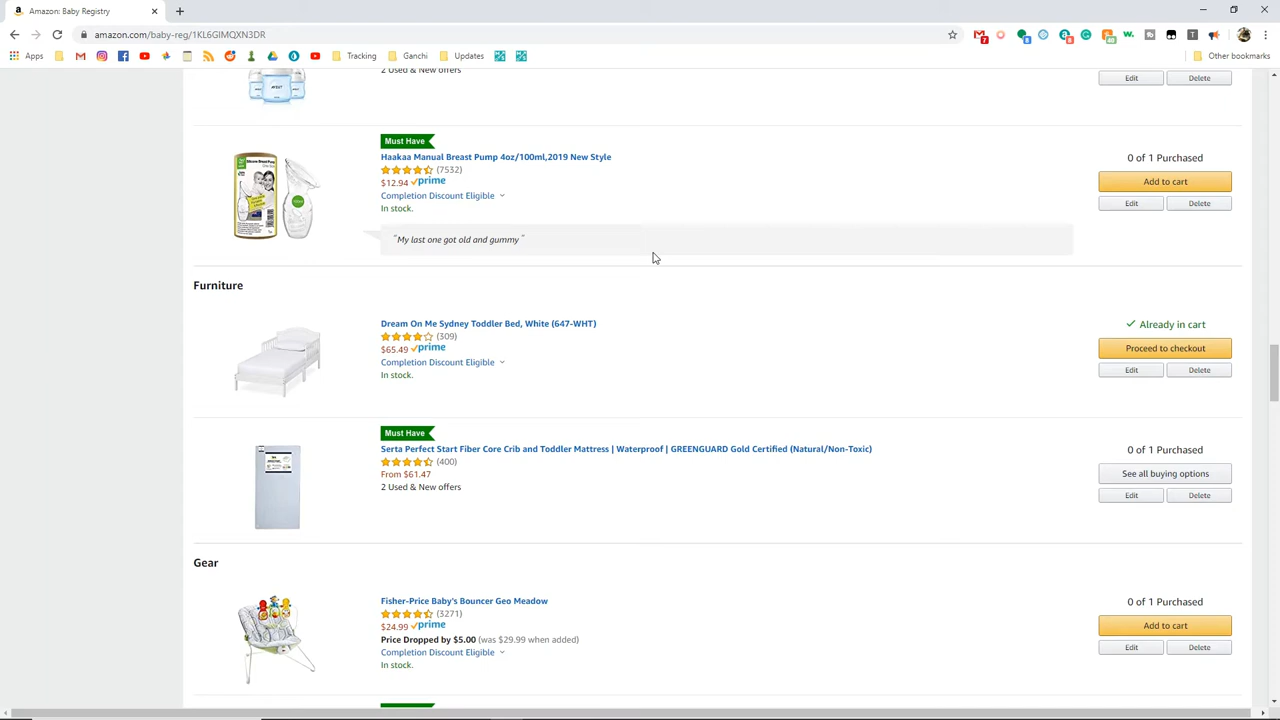 Amazon: Baby Registry
amazon.com/baby-reg/1KL6GIMQXN3DR
Apps
Tracking
Ganchi
Updates
Other bookmarks
2 Used & New offers
Edit
Delete
Must Have
Haakaa Manual Breast Pump 4oz/100ml,2019 New Style
(7532)
$12.94 prime
Completion Discount Eligible
In stock.
0 of 1 Purchased
Add to cart
Edit
Delete
"My last one got old and gummy"
Furniture
Dream On Me Sydney Toddler Bed, White (647-WHT)
(309)
$65.49 prime
Completion Discount Eligible
In stock.
Already in cart
Proceed to checkout
Edit
Delete
Must Have
Serta Perfect Start Fiber Core Crib and Toddler Mattress | Waterproof | GREENGUARD Gold Certified (Natural/Non-Toxic)
(400)
From $61.47
2 Used & New offers
0 of 1 Purchased
See all buying options
Edit
Delete
Gear
Fisher-Price Baby's Bouncer Geo Meadow
(3271)
$24.99 prime
Price Dropped by $5.00 (was $29.99 when added)
Completion Discount Eligible
In stock.
0 of 1 Purchased
Add to cart
Edit
Delete